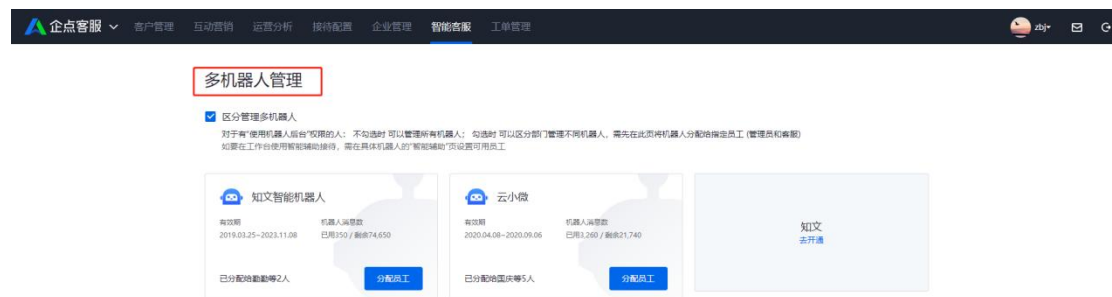 企点客服 客户管理 互动营销 运营分析 接待配置 企业管理 智能客服 工单管理 zbj
多机器人管理
区分管理多机器人
对于有"使用机器人后台"权限的人: 不勾选时 可以管理所有机器人; 勾选时 可以区分部门管理不同机器人, 需先在此页将机器人分配给指定员工 (管理员和客服)
如要在工作台使用智能辅助接待, 需在具体机器人的"智能辅助"页设置可用员工
知文智能机器人
有效期 机器人消息数
2019.03.25~2023.11.08 已用350 / 剩余74,650
已分配给勤勤等2人 分配员工
云小微
有效期 机器人消息数
2020.04.08~2020.09.06 已用3,260 / 剩余21,740
已分配给国庆等5人 分配员工
知文
去开通